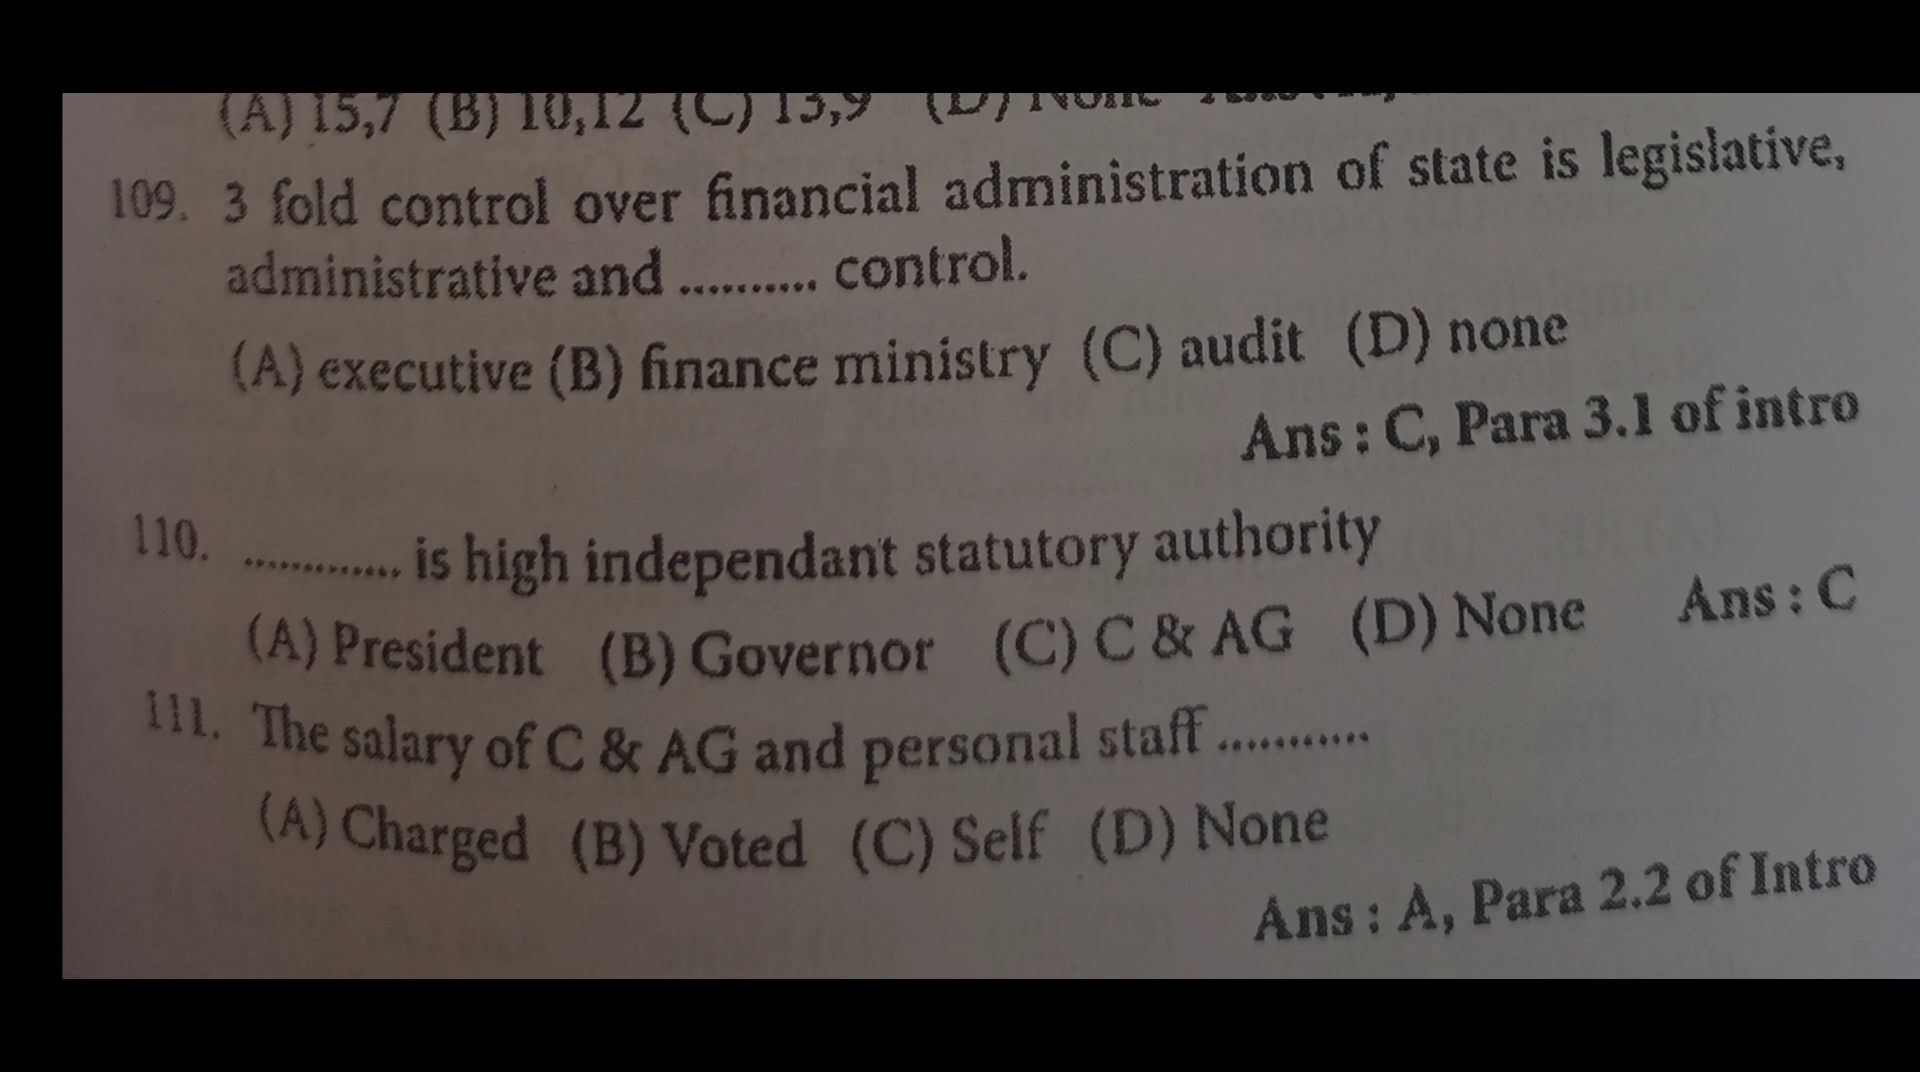 (A) 15,7 (B) 10,12 (C) 13,9 (D) None
109. 3 fold control over financial administration of state is legislative,
administrative and .......... control.
(A) executive (B) finance ministry (C) audit (D) none
Ans : C, Para 3.1 of intro
110. ............. is high independant statutory authority
(A) President (B) Governor (C) C & AG (D) None Ans : C
111. The salary of C & AG and personal staff ...........
(A) Charged (B) Voted (C) Self (D) None
Ans : A, Para 2.2 of Intro